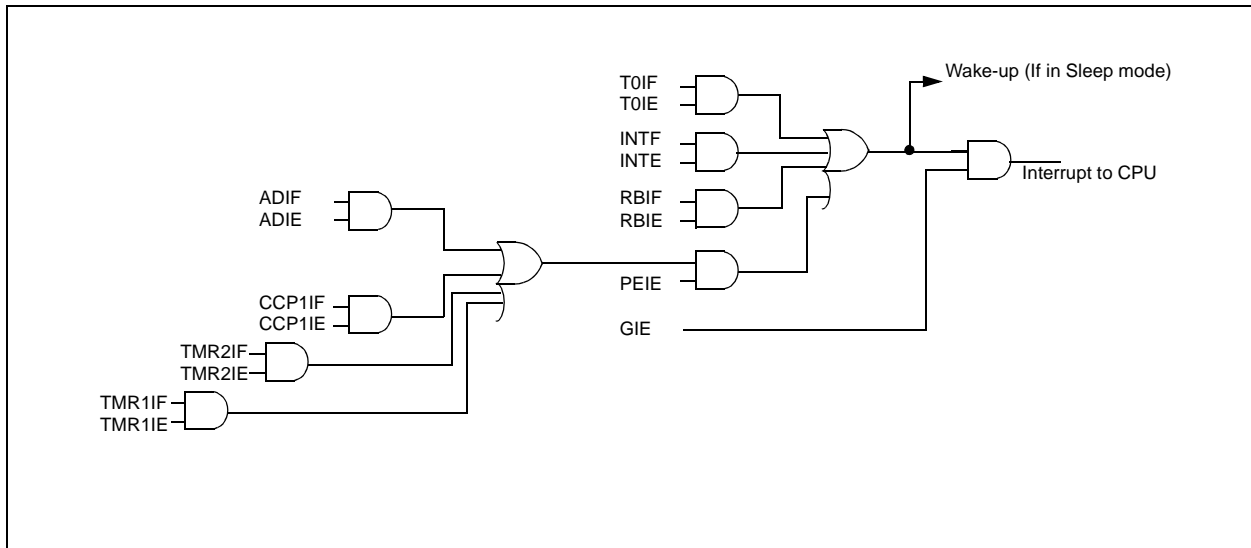 Wake-up (If in Sleep mode)
T0IF
T0IE
INTF
INTE
Interrupt to CPU
RBIF
RBIE
ADIF
ADIE
PEIE
CCP1IF
CCP1IE
GIE
TMR2IF
TMR2IE
TMR1IF
TMR1IE